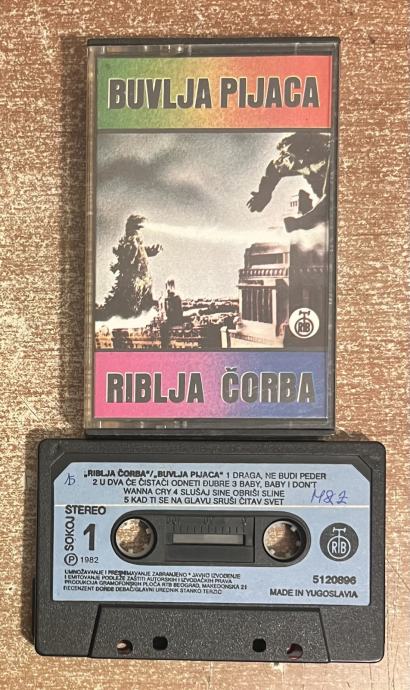 BUVLJA PIJACA
RTB
RIBLJA ČORBA
„RIBLJA ČORBA"/„BUVLJA PIJACA" 1 DRAGA, NE BUDI PEDER
2 U DVA ĆE ČISTAČI ODNETI ĐUBRE 3 BABY, BABY I DON'T
WANNA CRY 4 SLUŠAJ SINE OBRIŠI SLINE
5 KAD TI SE NA GLAVU SRUŠI ČITAV SVET
SOKOJ
STEREO
1
P 1982
RTB
5120896
UMNOŽAVANJE I PRESNIMAVANJE ZABRANJENO * JAVNO IZVOĐENJE
I EMITOVANJE PODLEŽE ZAŠTITI AUTORSKIH I IZVOĐAČKIH PRAVA
PRODUKCIJA GRAMOFONSKIH PLOČA RTB BEOGRAD, MAKEDONSKA 21
RECENZENT ĐORĐE DEBAČ/GLAVNI UREDNIK STANKO TERZIĆ
MADE IN YUGOSLAVIA